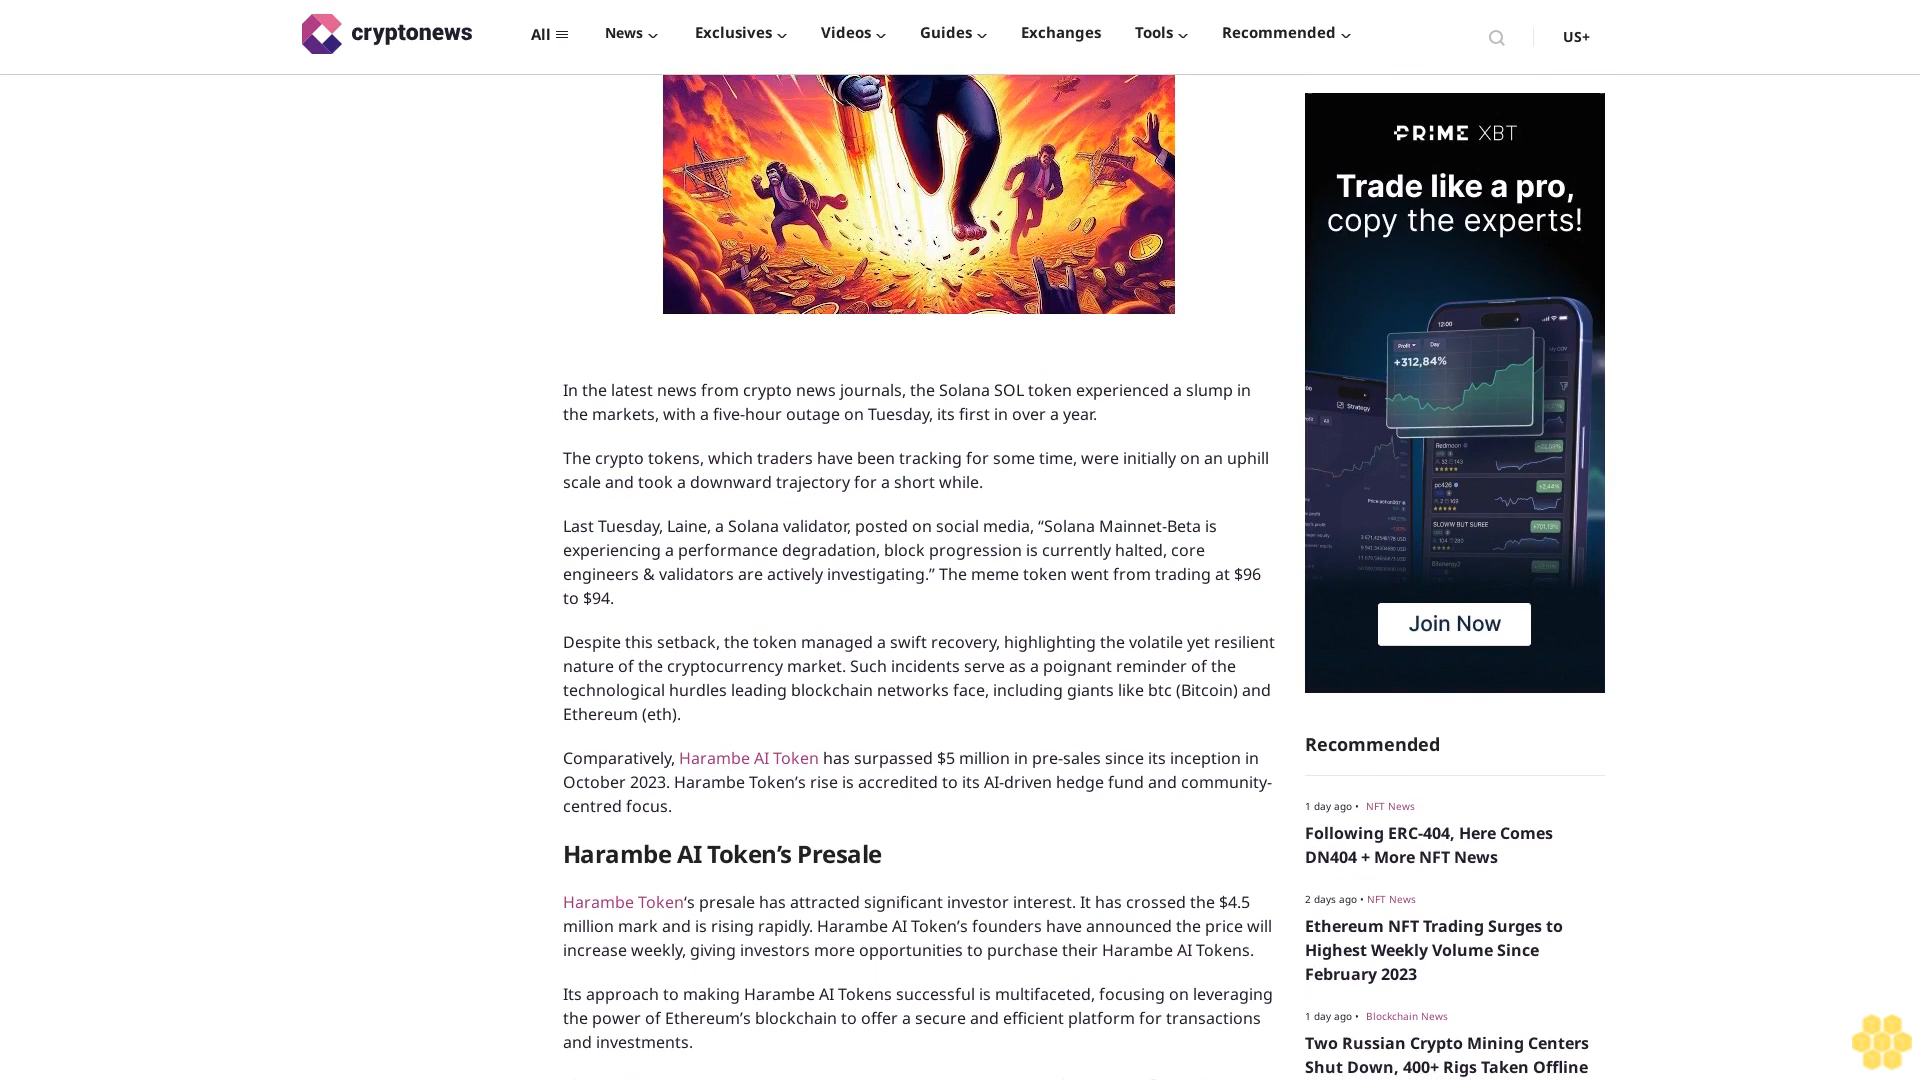 cryptonews
All
News
Exclusives
Videos
Guides
Exchanges
Tools
Recommended
US+
In the latest news from crypto news journals, the Solana SOL token experienced a slump in
the markets, with a five-hour outage on Tuesday, its first in over a year.
The crypto tokens, which traders have been tracking for some time, were initially on an uphill
scale and took a downward trajectory for a short while.
Last Tuesday, Laine, a Solana validator, posted on social media, “Solana Mainnet-Beta is
experiencing a performance degradation, block progression is currently halted, core
engineers & validators are actively investigating.” The meme token went from trading at $96
to $94.
Despite this setback, the token managed a swift recovery, highlighting the volatile yet resilient
nature of the cryptocurrency market. Such incidents serve as a poignant reminder of the
technological hurdles leading blockchain networks face, including giants like btc (Bitcoin) and
Ethereum (eth).
Comparatively, Harambe AI Token has surpassed $5 million in pre-sales since its inception in
October 2023. Harambe Token’s rise is accredited to its AI-driven hedge fund and community-
centred focus.
Harambe AI Token’s Presale
Harambe Token‘s presale has attracted significant investor interest. It has crossed the $4.5
million mark and is rising rapidly. Harambe AI Token’s founders have announced the price will
increase weekly, giving investors more opportunities to purchase their Harambe AI Tokens.
Its approach to making Harambe AI Tokens successful is multifaceted, focusing on leveraging
the power of Ethereum’s blockchain to offer a secure and efficient platform for transactions
and investments.
PRIME XBT
Trade like a pro,
copy the experts!
12:00
Profit
Day
+312,84%
Strategy
All
Redmoon
pc426
+2,44%
SLOWW BUT SUREE
+701,13%
Join Now
Recommended
1 day ago • NFT News
Following ERC-404, Here Comes
DN404 + More NFT News
2 days ago • NFT News
Ethereum NFT Trading Surges to
Highest Weekly Volume Since
February 2023
1 day ago • Blockchain News
Two Russian Crypto Mining Centers
Shut Down, 400+ Rigs Taken Offline